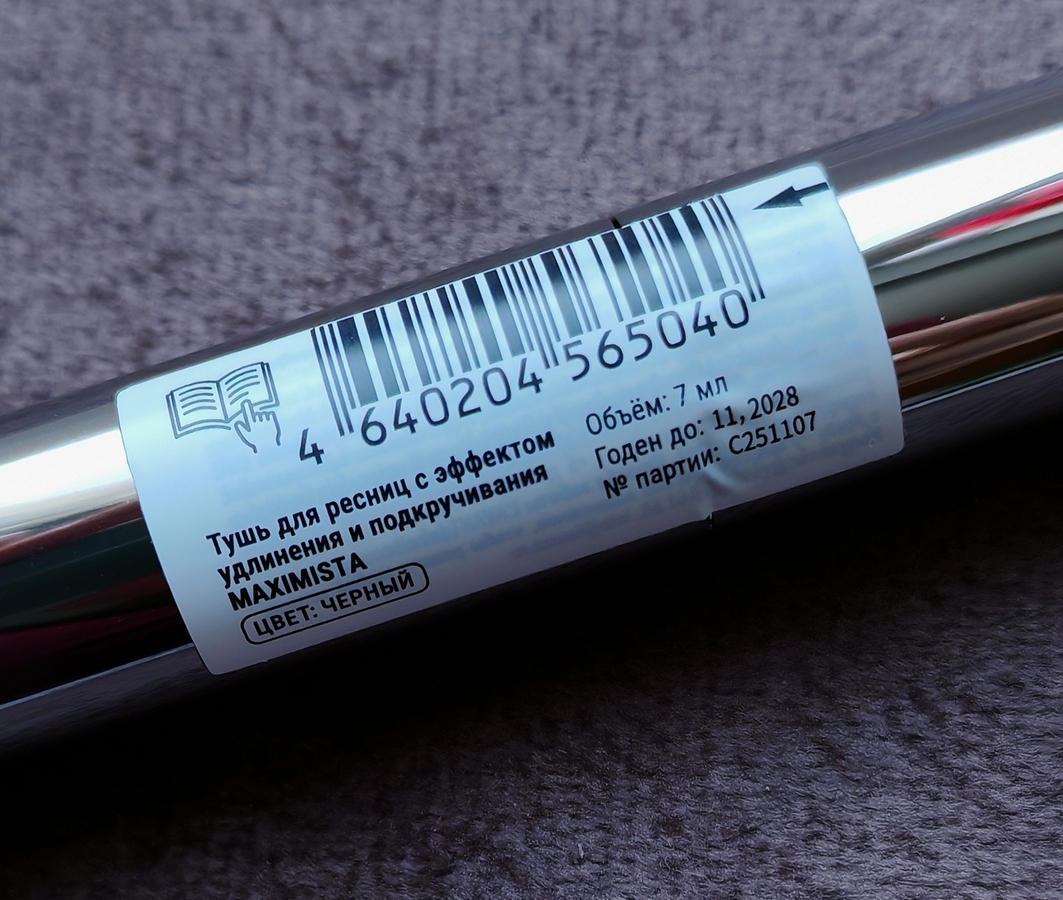 4 640204 565040
Тушь для ресниц с эффектом
удлинения и подкручивания
MAXIMISTA
ЦВЕТ: ЧЕРНЫЙ
Объём: 7 мл
Годен до: 11, 2028
№ партии: C251107